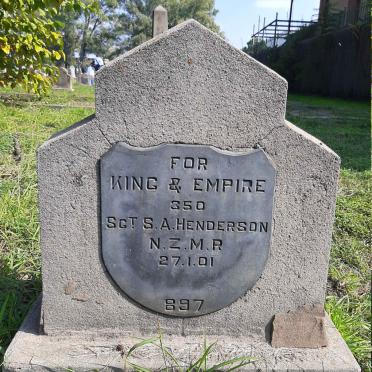 FOR
KING & EMPIRE
350
SGT S.A. HENDERSON
N.Z.M.R
27.1.01
897